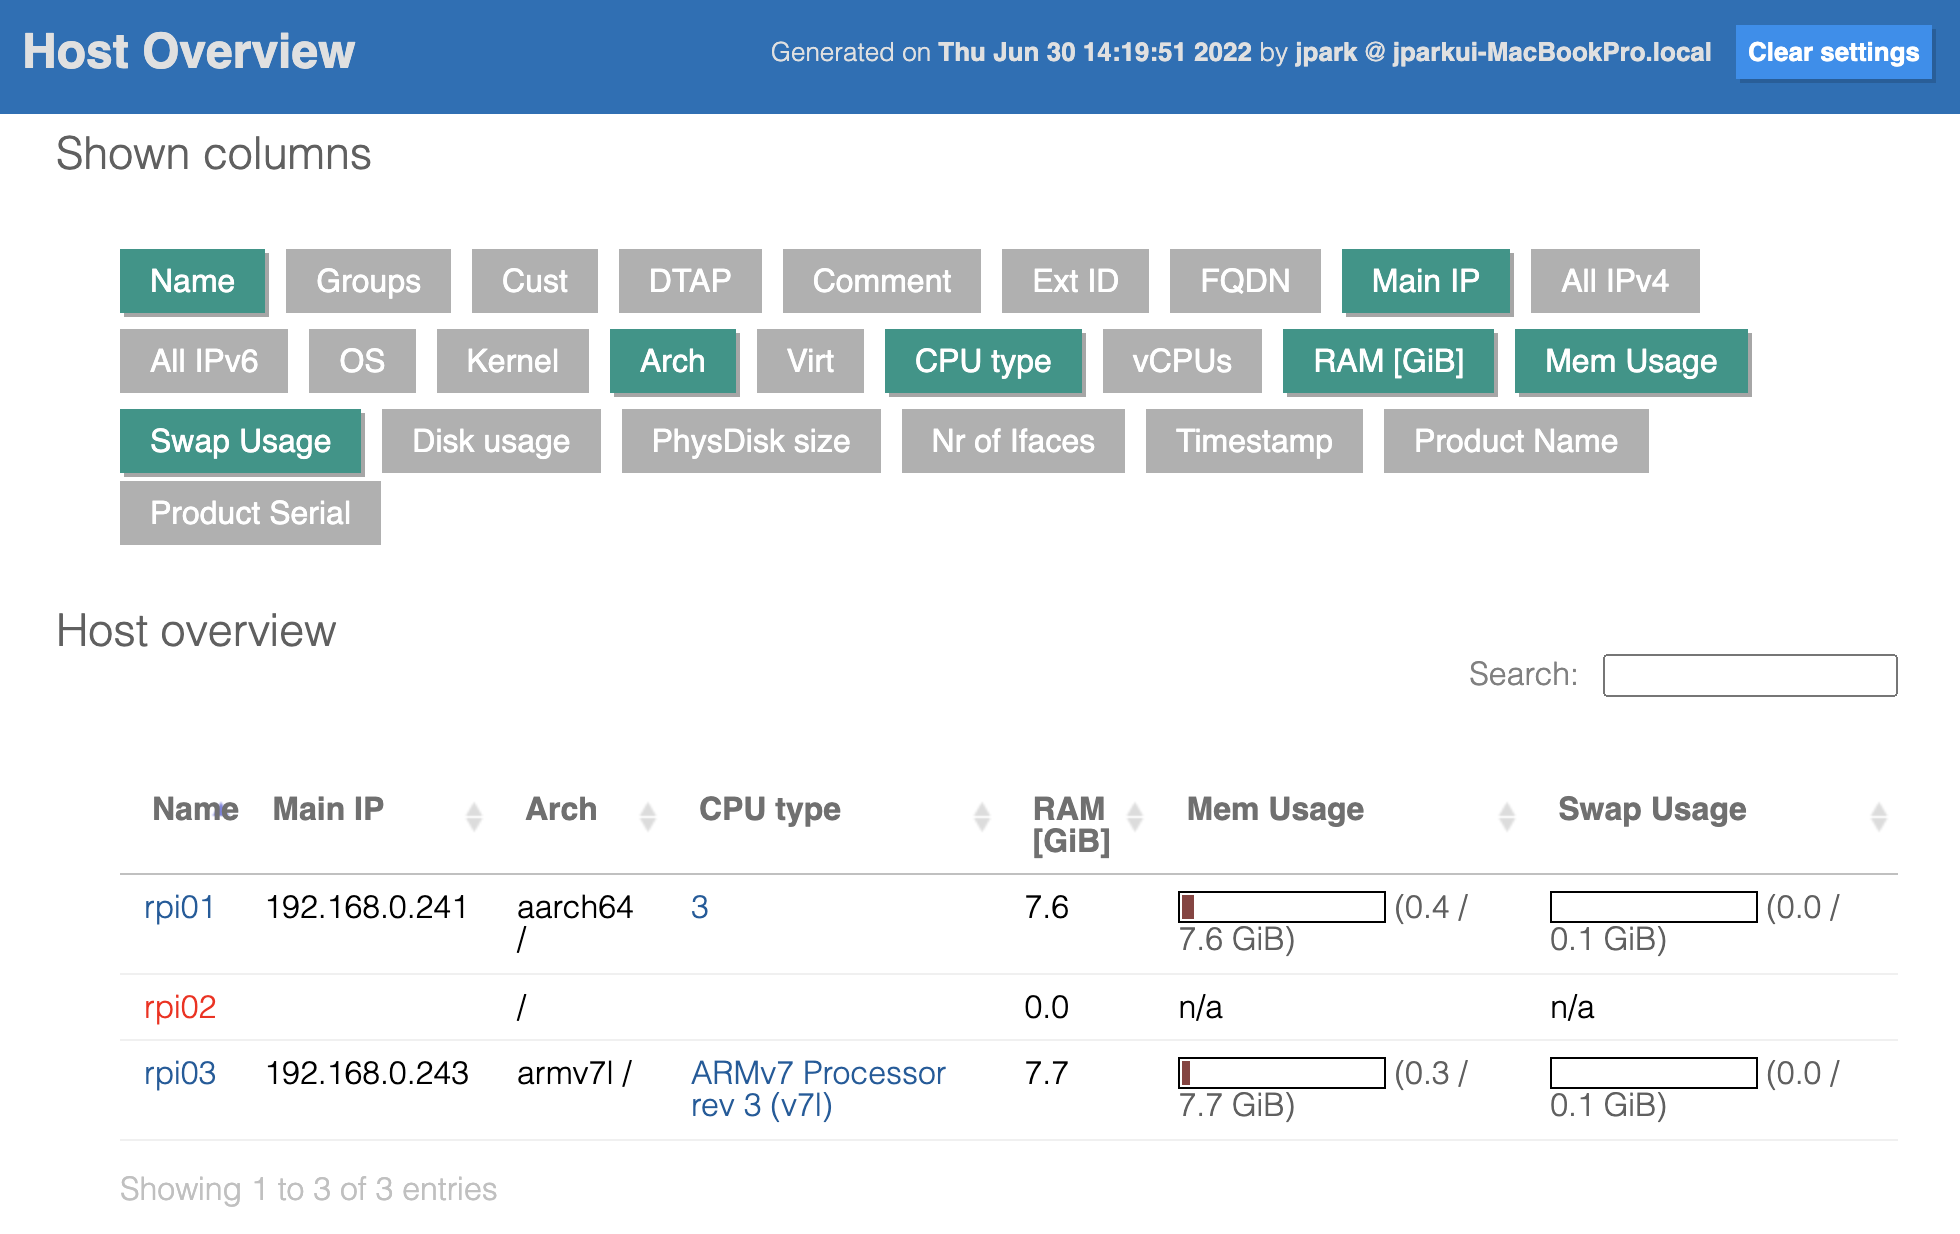 Host Overview
Generated on Thu Jun 30 14:19:51 2022 by jpark @ jparkui-MacBookPro.local
Clear settings
Shown columns
Name Groups Cust DTAP Comment Ext ID FQDN Main IP All IPv4
All IPv6 OS Kernel Arch Virt CPU type vCPUs RAM [GiB] Mem Usage
Swap Usage Disk usage PhysDisk size Nr of Ifaces Timestamp Product Name
Product Serial
Host overview
Search:
Name Main IP Arch CPU type RAM Mem Usage Swap Usage
[GiB]
rpi01 192.168.0.241 aarch64 3 7.6 (0.4 / (0.0 /
/ 7.6 GiB) 0.1 GiB)
rpi02 / 0.0 n/a n/a
rpi03 192.168.0.243 armv7l / ARMv7 Processor 7.7 (0.3 / (0.0 /
rev 3 (v7l) 7.7 GiB) 0.1 GiB)
Showing 1 to 3 of 3 entries